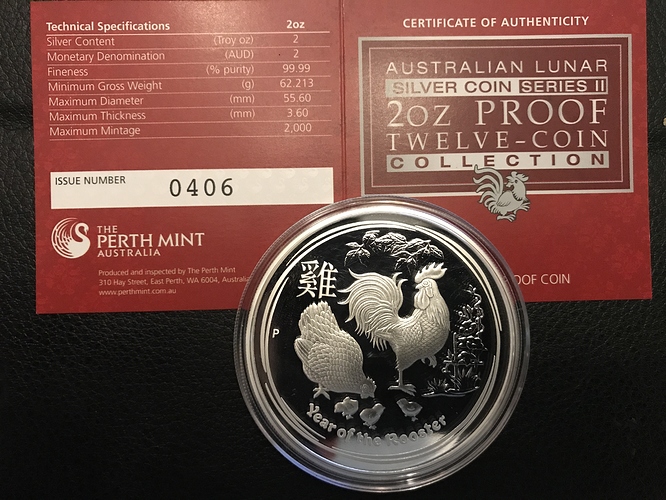 Technical Specifications 2oz
Silver Content (Troy oz) 2
Monetary Denomination (AUD) 2
Fineness (% purity) 99.99
Minimum Gross Weight (g) 62.213
Maximum Diameter (mm) 55.60
Maximum Thickness (mm) 3.60
Maximum Mintage 2,000
ISSUE NUMBER 0406
THE
PERTH MINT
AUSTRALIA
Produced and inspected by The Perth Mint
310 Hay Street, East Perth, WA 6004, Australia
www.perthmint.com.au
CERTIFICATE OF AUTHENTICITY
AUSTRALIAN LUNAR
SILVER COIN SERIES II
2OZ PROOF
TWELVE-COIN
COLLECTION
OOF COIN
雞
P
Year of the Rooster